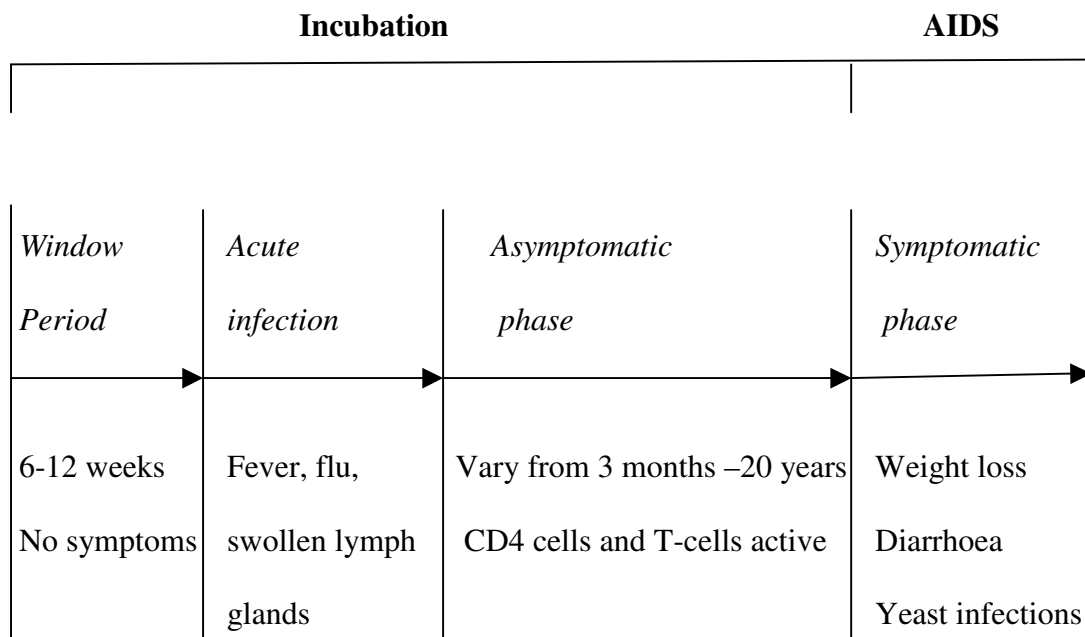 Incubation AIDS
Window Acute Asymptomatic Symptomatic
Period infection phase phase
6-12 weeks Fever, flu, Vary from 3 months –20 years Weight loss
No symptoms swollen lymph CD4 cells and T-cells active Diarrhoea
glands Yeast infections